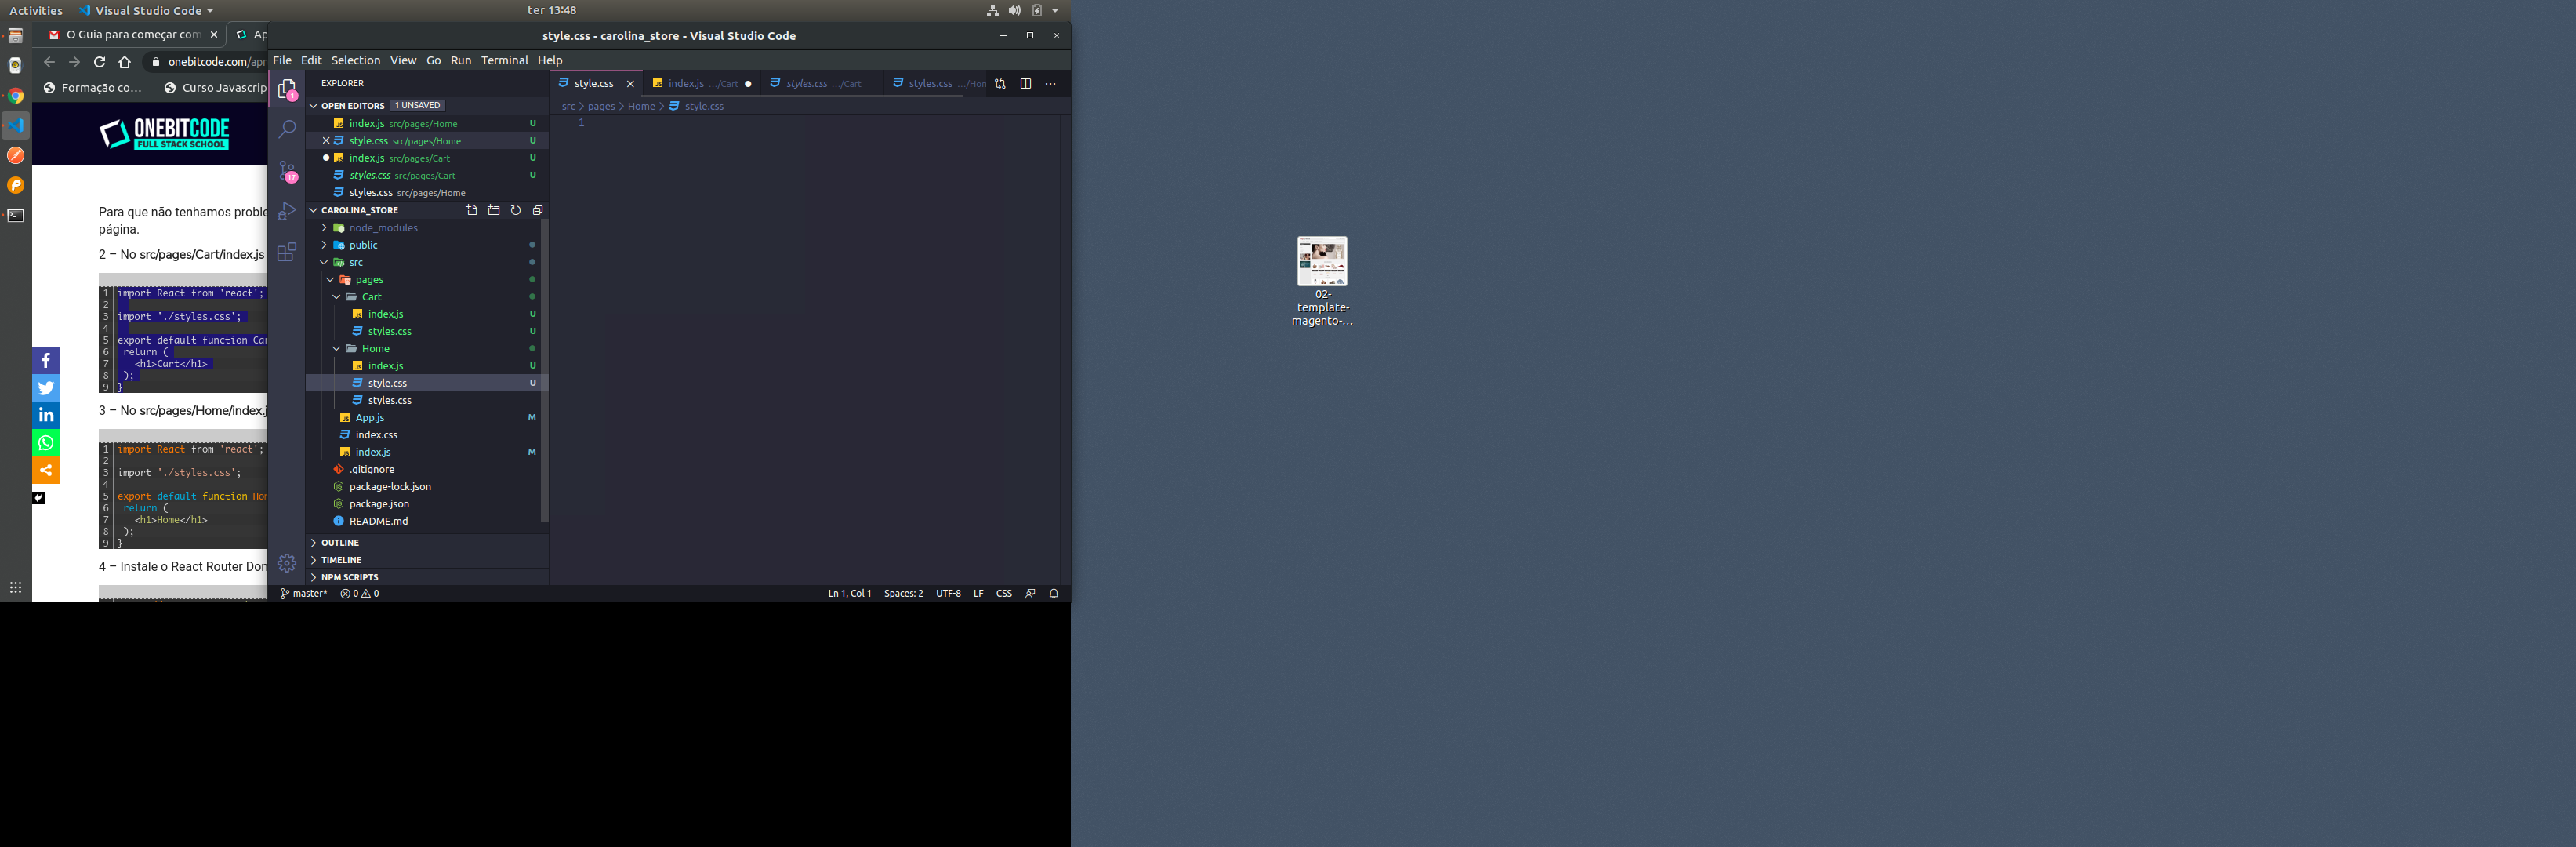 Activities
Visual Studio Code
ter 13:48
O Guia para começar com
Ap
onebitcode.com/apr
Formação co…
Curso Javascrip
ONEBITCODE
FULL STACK SCHOOL
Para que não tenhamos proble
página.
2 – No src/pages/Cart/index.js
1 import React from 'react';
2
3 import './styles.css';
4
5 export default function Car
6 return (
7 <h1>Cart</h1>
8 );
9 }
3 – No src/pages/Home/index.j
1 import React from 'react';
2
3 import './styles.css';
4
5 export default function Hom
6 return (
7 <h1>Home</h1>
8 );
9 }
4 – Instale o React Router Don
style.css - carolina_store - Visual Studio Code
File Edit Selection View Go Run Terminal Help
1
17
EXPLORER
OPEN EDITORS 1 UNSAVED
index.js src/pages/Home U
style.css src/pages/Home U
index.js src/pages/Cart U
styles.css src/pages/Cart U
styles.css src/pages/Home
CAROLINA_STORE
node_modules
public
src
pages
Cart
index.js U
styles.css U
Home
index.js U
style.css U
styles.css
App.js M
index.css
index.js M
.gitignore
package-lock.json
package.json
README.md
OUTLINE
TIMELINE
NPM SCRIPTS
style.css
index.js …/Cart
styles.css …/Cart
styles.css …/Hom
src > pages > Home > style.css
1
master*
0 0
Ln 1, Col 1
Spaces: 2
UTF-8
LF
CSS
02-
template-
magento-…